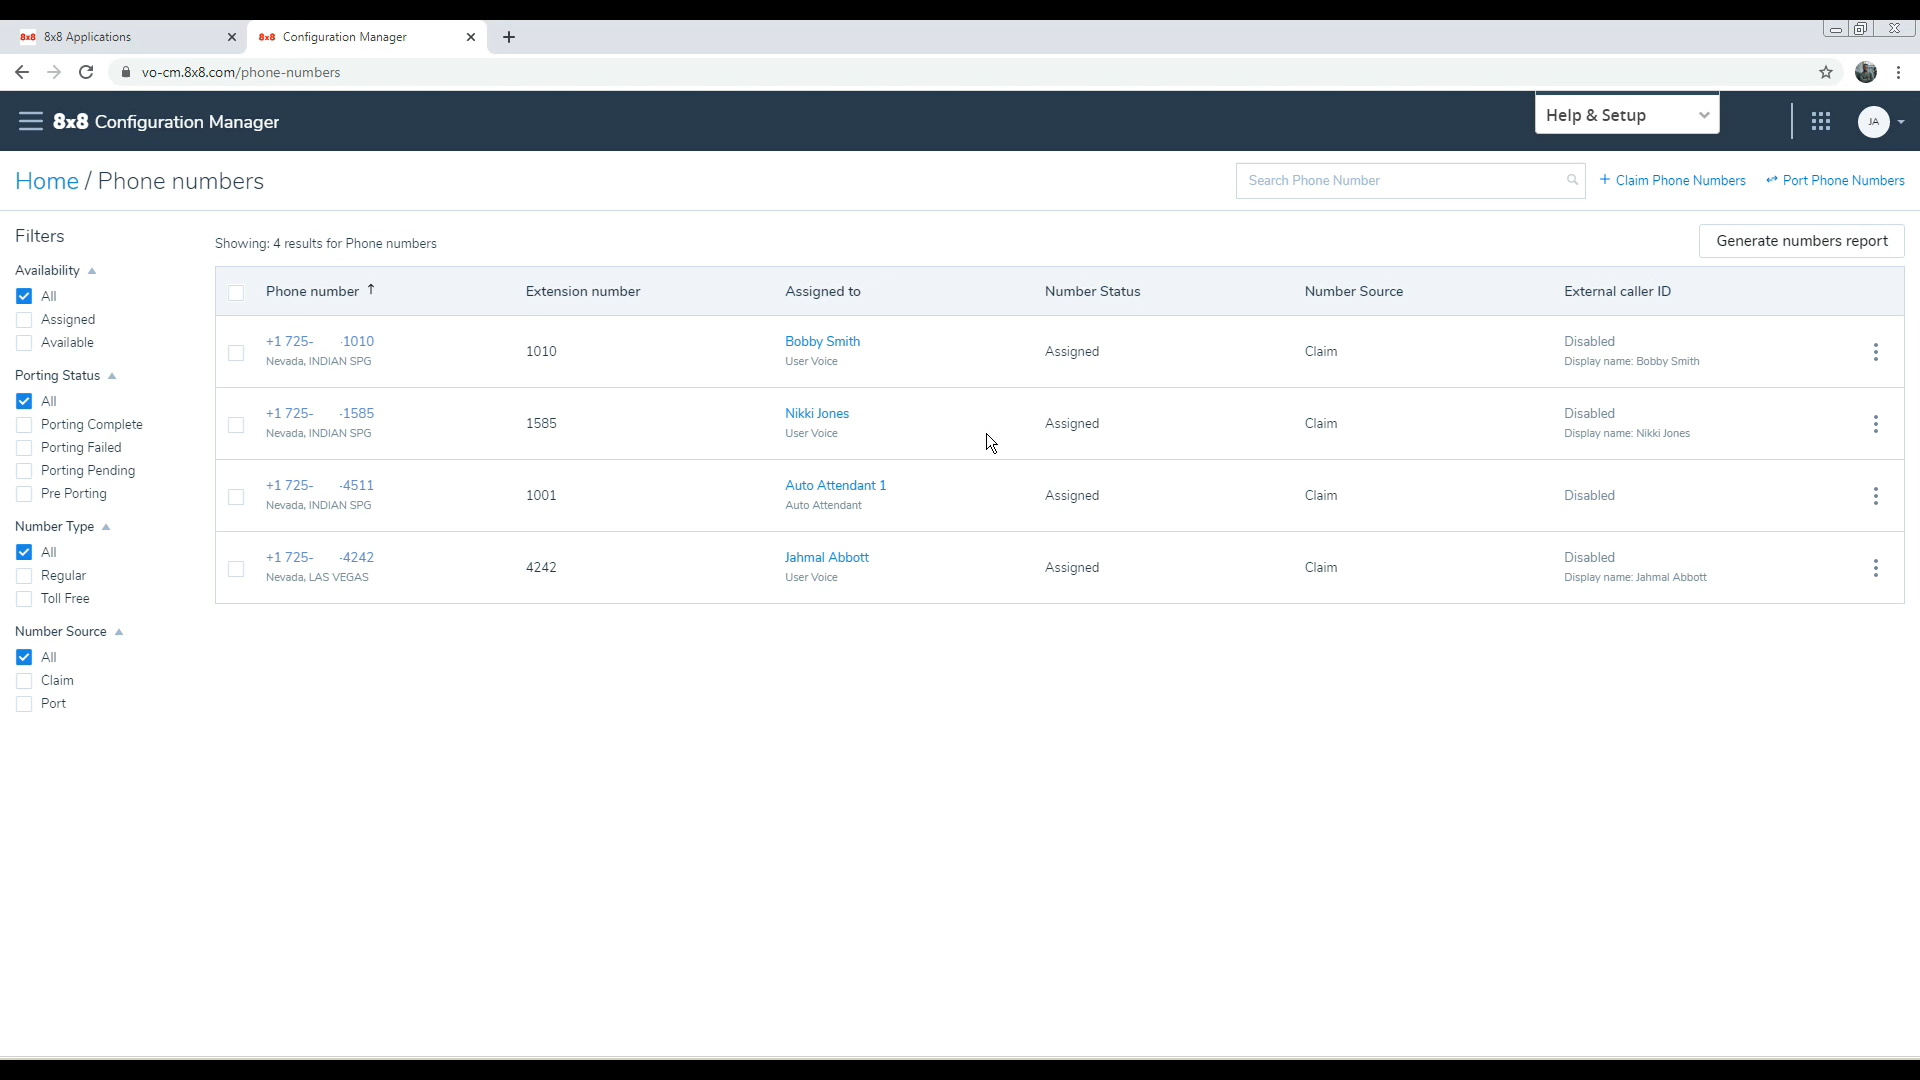 8x8 8x8 Applications
8x8 Configuration Manager
vo-cm.8x8.com/phone-numbers
8x8 Configuration Manager
Help & Setup
JA
Home / Phone numbers
Search Phone Number
+ Claim Phone Numbers
Port Phone Numbers
Filters
Showing: 4 results for Phone numbers
Generate numbers report
Availability
All
Assigned
Available
Porting Status
All
Porting Complete
Porting Failed
Porting Pending
Pre Porting
Number Type
All
Regular
Toll Free
Number Source
All
Claim
Port
Phone number ↑ Extension number Assigned to Number Status Number Source External caller ID
+1 725- -1010 1010 Bobby Smith Assigned Claim Disabled
Nevada, INDIAN SPG User Voice Display name: Bobby Smith
+1 725- -1585 1585 Nikki Jones Assigned Claim Disabled
Nevada, INDIAN SPG User Voice Display name: Nikki Jones
+1 725- -4511 1001 Auto Attendant 1 Assigned Claim Disabled
Nevada, INDIAN SPG Auto Attendant
+1 725- -4242 4242 Jahmal Abbott Assigned Claim Disabled
Nevada, LAS VEGAS User Voice Display name: Jahmal Abbott